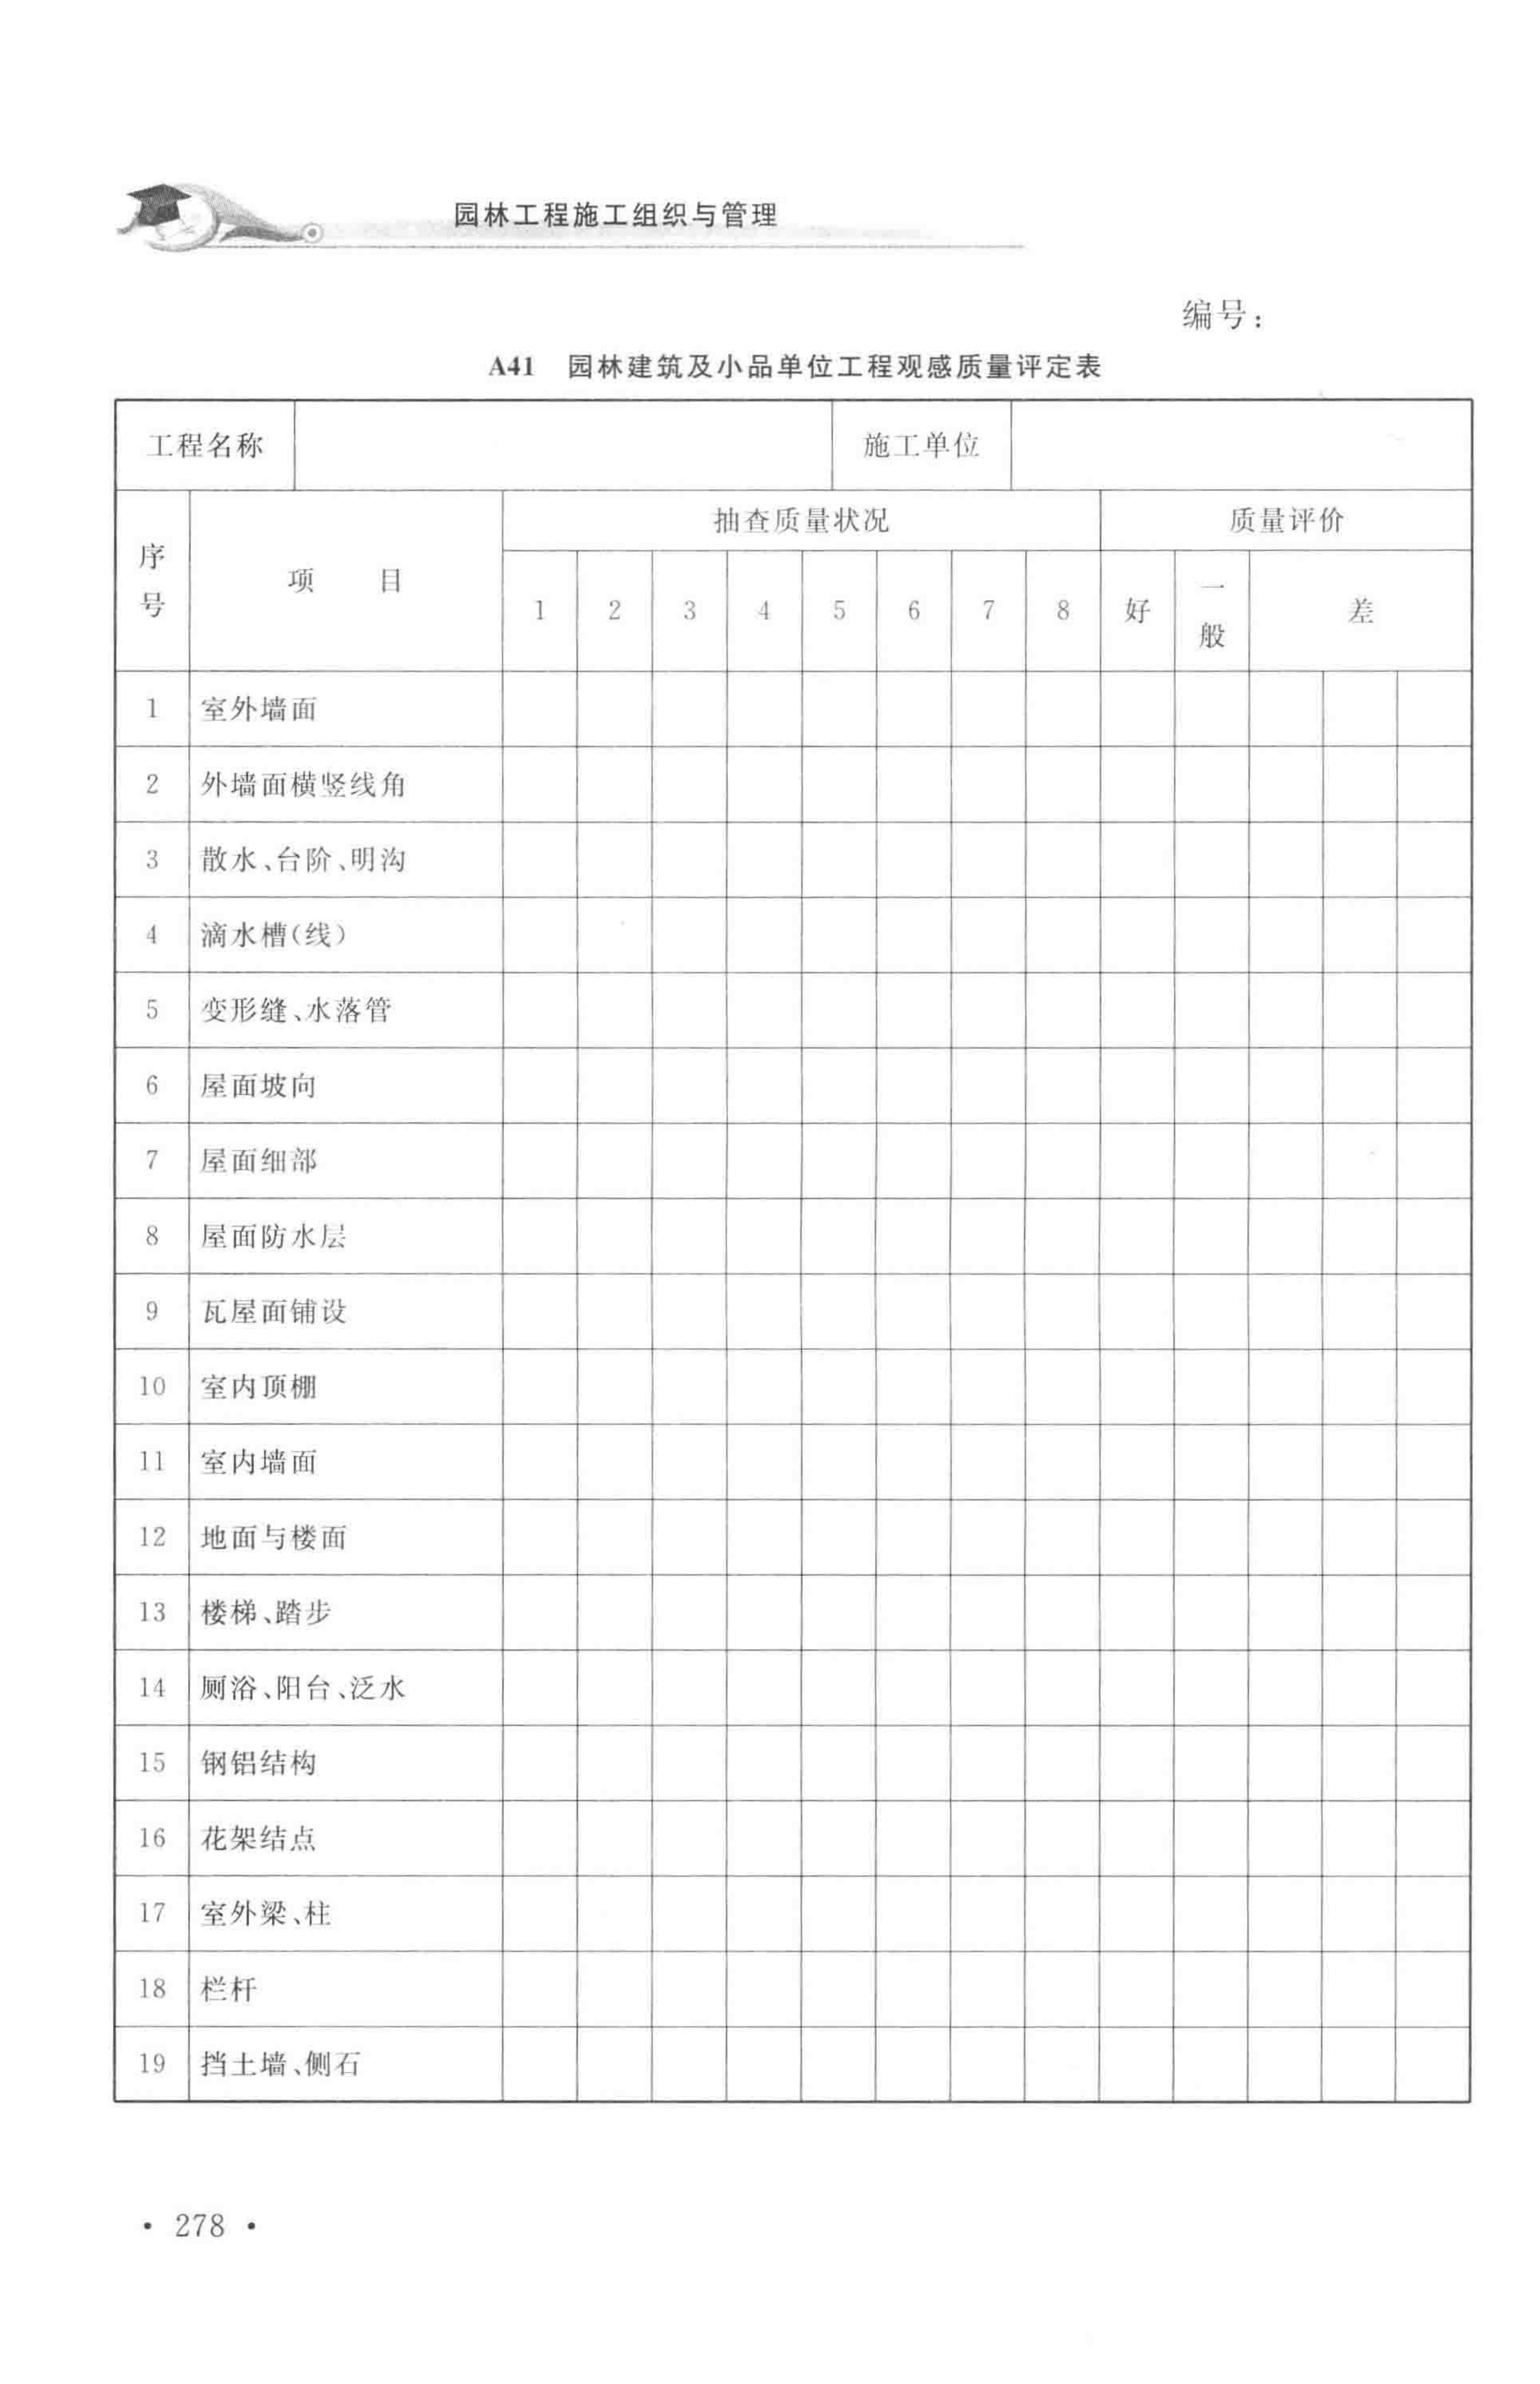 园林工程施工组织与管理
编号：
A41 园林建筑及小品单位工程观感质量评定表
工程名称 施工单位
序号 项 目 抽查质量状况 质量评价
1 2 3 4 5 6 7 8 好 一般 差
1 室外墙面
2 外墙面横竖线角
3 散水、台阶、明沟
4 滴水槽(线)
5 变形缝、水落管
6 屋面坡向
7 屋面细部
8 屋面防水层
9 瓦屋面铺设
10 室内顶棚
11 室内墙面
12 地面与楼面
13 楼梯、踏步
14 厕浴、阳台、泛水
15 钢铝结构
16 花架结点
17 室外梁、柱
18 栏杆
19 挡土墙、侧石
· 278 ·